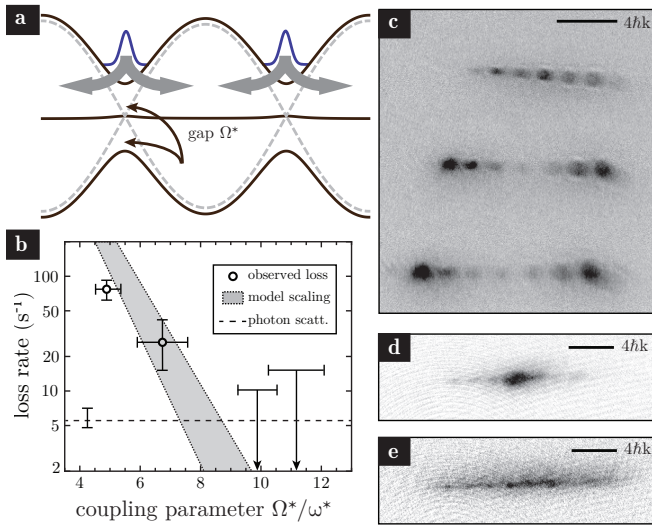 a
gap Ω*
b
loss rate (s⁻¹)
100
50
20
10
5
2
observed loss
model scaling
photon scatt.
4
6
8
10
12
coupling parameter Ω*/ω*
c
4ħk
d
4ħk
e
4ħk